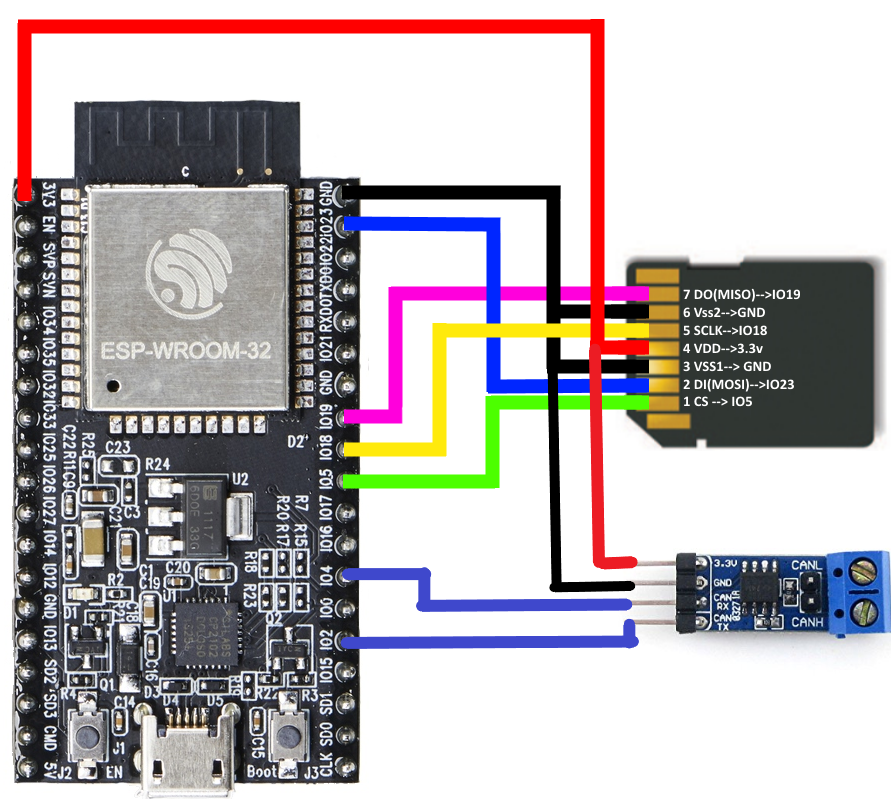 C
3V3
EN
SVP
SVN
IO34
IO35
IO32
IO33
IO25
IO26
IO27
IO14
IO12
GND
IO13
SD2
SD3
CMD
5V
GND
IO23
IO22
TXD0
RXD0
IO21
GND
IO19
IO18
IO5
IO17
IO16
IO4
IO0
IO2
IO15
SD1
SD0
CLK
ESP-WROOM-32
D2
C22
R11
C9
R25
C23
C3
C21
R24
U2
1117
R20
R17
R7
R15
R18
R23
C1
C19
C20
U1
R2
D1
C18
Q2
C16
Q1
R4
C14
D3
D4
D5
R22
R3
J1
J2
EN
C15
Boot
J3
7 DO(MISO)-->IO19
6 Vss2-->GND
5 SCLK-->IO18
4 VDD-->3.3v
3 VSS1--> GND
2 DI(MOSI)-->IO23
1 CS --> IO5
3.3V
GND
CAN
RX
CAN
TX
CANL
CANH